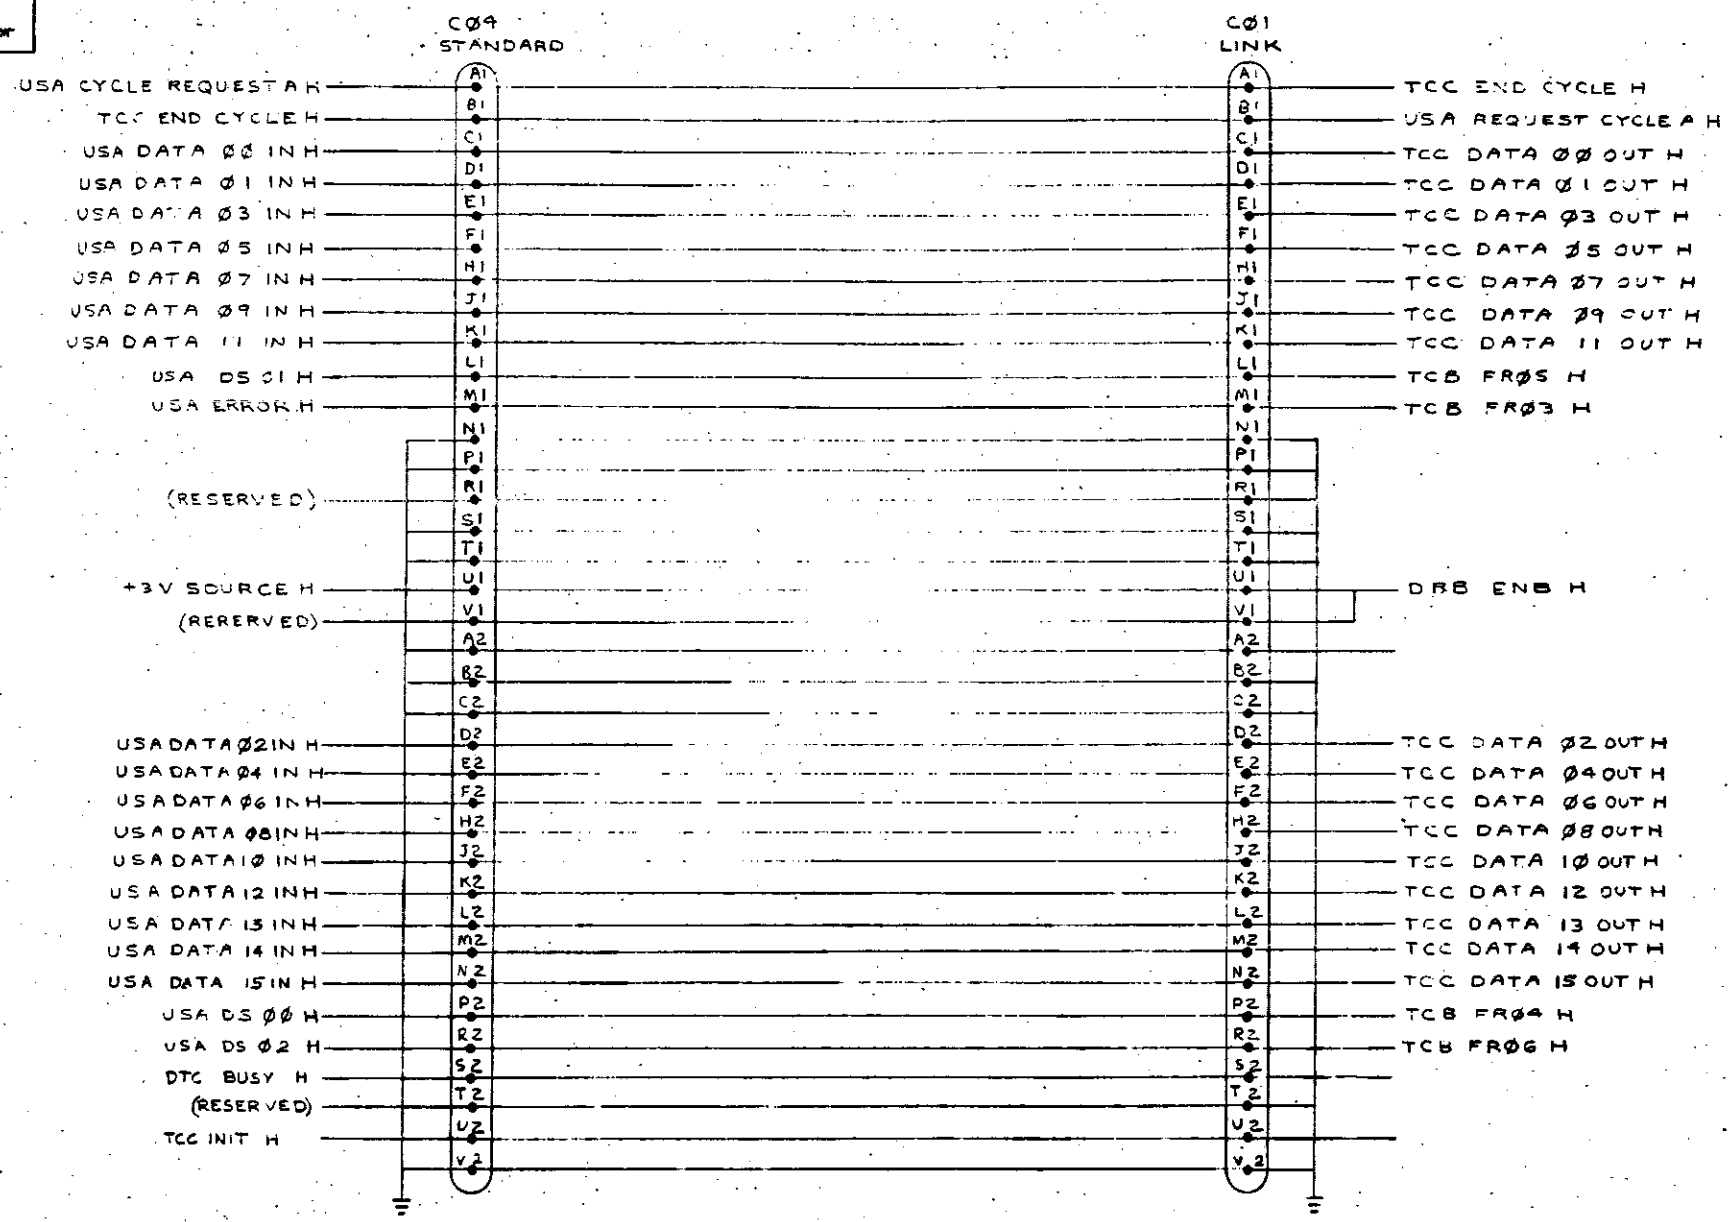 or
CØ4
STANDARD
CØ1
LINK
USA CYCLE REQUEST A H A1 A1 TCC END CYCLE H
TCC END CYCLE H B1 B1 USA REQUEST CYCLE A H
USA DATA ØØ IN H C1 C1 TCC DATA ØØ OUT H
USA DATA Ø1 IN H D1 D1 TCC DATA Ø1 OUT H
USA DATA Ø3 IN H E1 E1 TCC DATA Ø3 OUT H
USA DATA Ø5 IN H F1 F1 TCC DATA Ø5 OUT H
USA DATA Ø7 IN H H1 H1 TCC DATA Ø7 OUT H
USA DATA Ø9 IN H J1 J1 TCC DATA Ø9 OUT H
USA DATA 11 IN H K1 K1 TCC DATA 11 OUT H
USA DS Ø1 H L1 L1 TCB FRØ5 H
USA ERROR H M1 M1 TCB FRØ3 H
N1 N1
P1 P1
(RESERVED) R1 R1
S1 S1
T1 T1
+3V SOURCE H U1 U1 DRB ENB H
(RERERVED) V1 V1
A2 A2
B2 B2
C2 C2
USA DATA Ø2 IN H D2 D2 TCC DATA Ø2 OUT H
USA DATA Ø4 IN H E2 E2 TCC DATA Ø4 OUT H
USA DATA Ø6 IN H F2 F2 TCC DATA Ø6 OUT H
USA DATA Ø8 IN H H2 H2 TCC DATA Ø8 OUT H
USA DATA 1Ø IN H J2 J2 TCC DATA 1Ø OUT H
USA DATA 12 IN H K2 K2 TCC DATA 12 OUT H
USA DATA 13 IN H L2 L2 TCC DATA 13 OUT H
USA DATA 14 IN H M2 M2 TCC DATA 14 OUT H
USA DATA 15 IN H N2 N2 TCC DATA 15 OUT H
USA DS ØØ H P2 P2 TCB FRØ4 H
USA DS Ø2 H R2 R2 TCB FRØ6 H
DTC BUSY H S2 S2
(RESERVED) T2 T2
TCC INIT H U2 U2
V2 V2